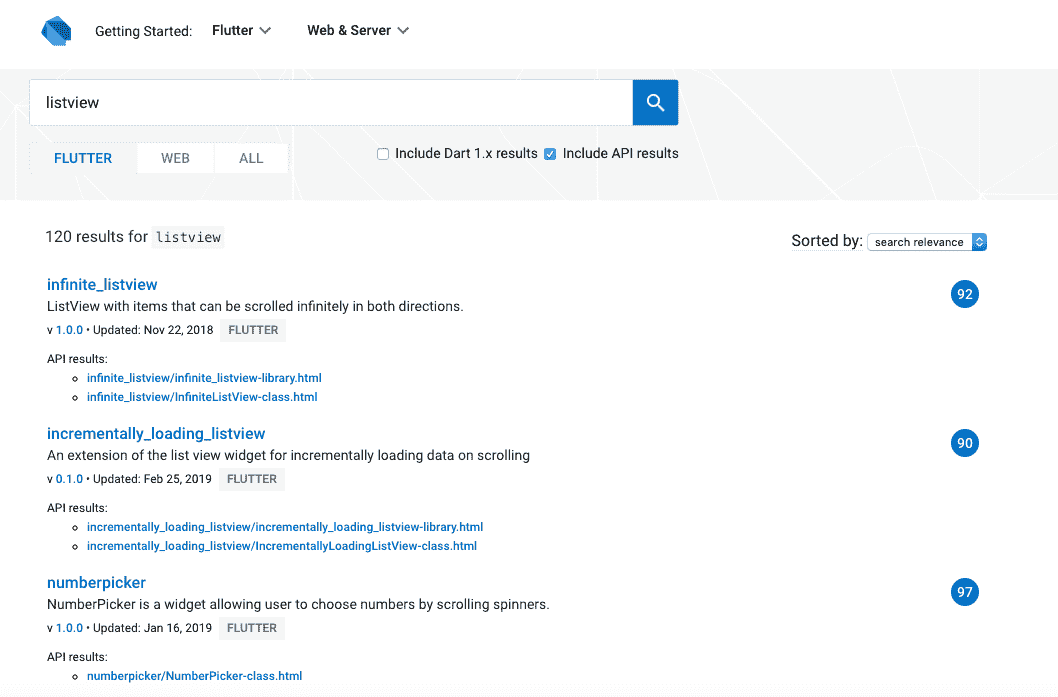 Getting Started: Flutter Web & Server
listview
FLUTTER WEB ALL Include Dart 1.x results Include API results
120 results for listview Sorted by: search relevance
infinite_listview
ListView with items that can be scrolled infinitely in both directions. 92
v 1.0.0 • Updated: Nov 22, 2018 FLUTTER
API results:
infinite_listview/infinite_listview-library.html
infinite_listview/InfiniteListView-class.html
incrementally_loading_listview
An extension of the list view widget for incrementally loading data on scrolling 90
v 0.1.0 • Updated: Feb 25, 2019 FLUTTER
API results:
incrementally_loading_listview/incrementally_loading_listview-library.html
incrementally_loading_listview/IncrementallyLoadingListView-class.html
numberpicker
NumberPicker is a widget allowing user to choose numbers by scrolling spinners. 97
v 1.0.0 • Updated: Jan 16, 2019 FLUTTER
API results:
numberpicker/NumberPicker-class.html